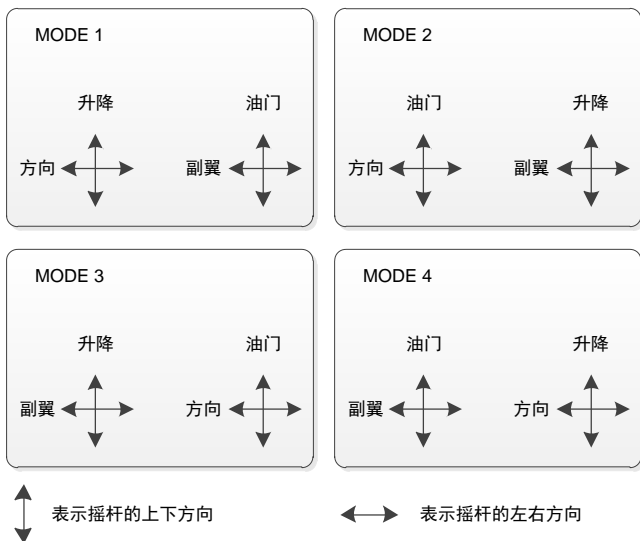 MODE 1
升降 油门
方向 副翼
MODE 2
油门 升降
方向 副翼
MODE 3
升降 油门
副翼 方向
MODE 4
油门 升降
副翼 方向
表示摇杆的上下方向
表示摇杆的左右方向